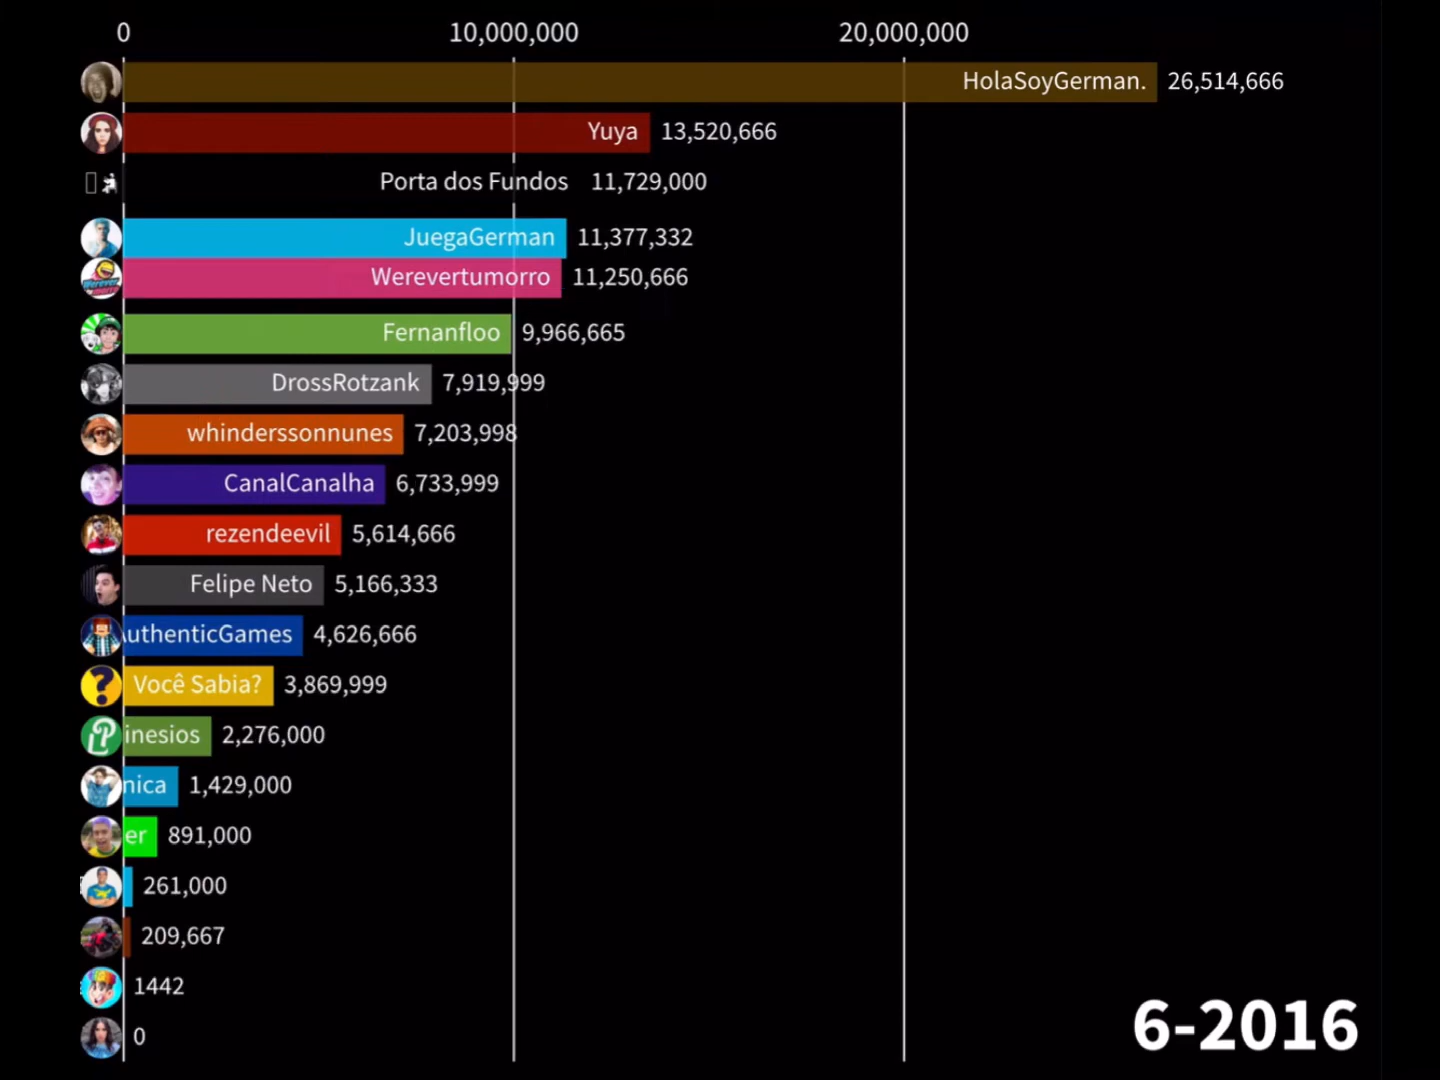 0 10,000,000 20,000,000
HolaSoyGerman. 26,514,666
Yuya 13,520,666
Porta dos Fundos 11,729,000
JuegaGerman 11,377,332
Werevertumorro 11,250,666
Fernanfloo 9,966,665
DrossRotzank 7,919,999
whinderssonnunes 7,203,998
CanalCanalha 6,733,999
rezendeevil 5,614,666
Felipe Neto 5,166,333
uthenticGames 4,626,666
Você Sabia? 3,869,999
inesios 2,276,000
nica 1,429,000
er 891,000
261,000
209,667
1442
0
6-2016